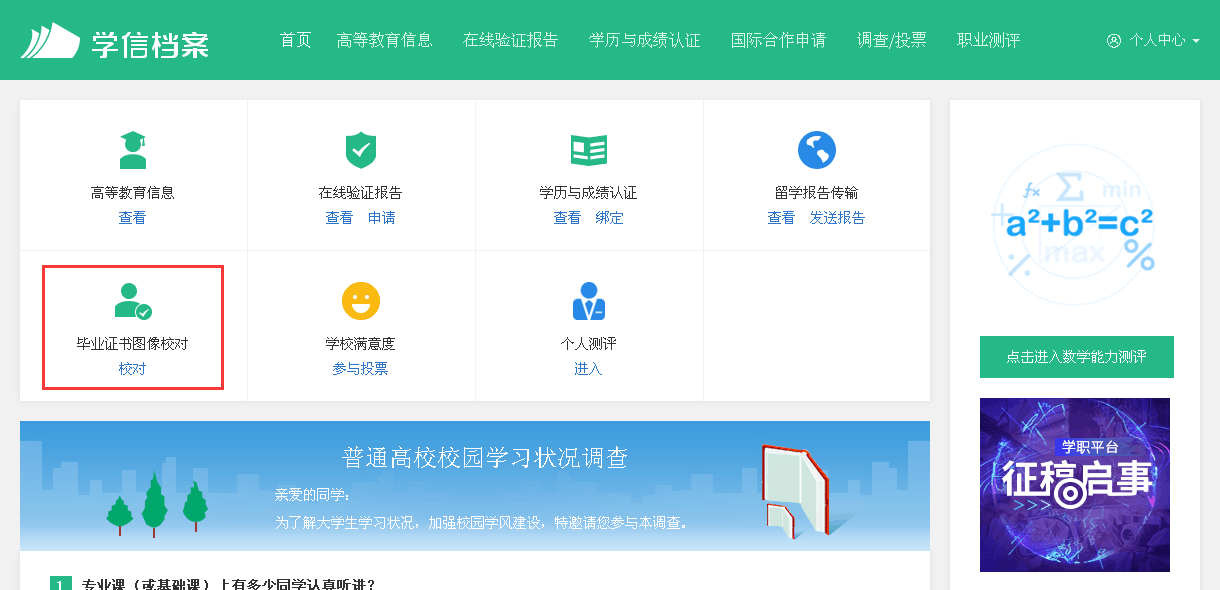 学信档案
首页 高等教育信息 在线验证报告 学历与成绩认证 国际合作申请 调查/投票 职业测评 个人中心
高等教育信息
查看
在线验证报告
查看 申请
学历与成绩认证
查看 绑定
留学报告传输
查看 发送报告
毕业证书图像校对
校对
学校满意度
参与投票
个人测评
进入
fx Σ min
a²+b²=c²
max %
点击进入数学能力测评
学职平台
征稿启事
>>>
普通高校校园学习状况调查
亲爱的同学：
为了解大学生学习状况，加强校园学风建设，特邀请您参与本调查。
1 专业课（或基础课）上有多少同学认真听讲？